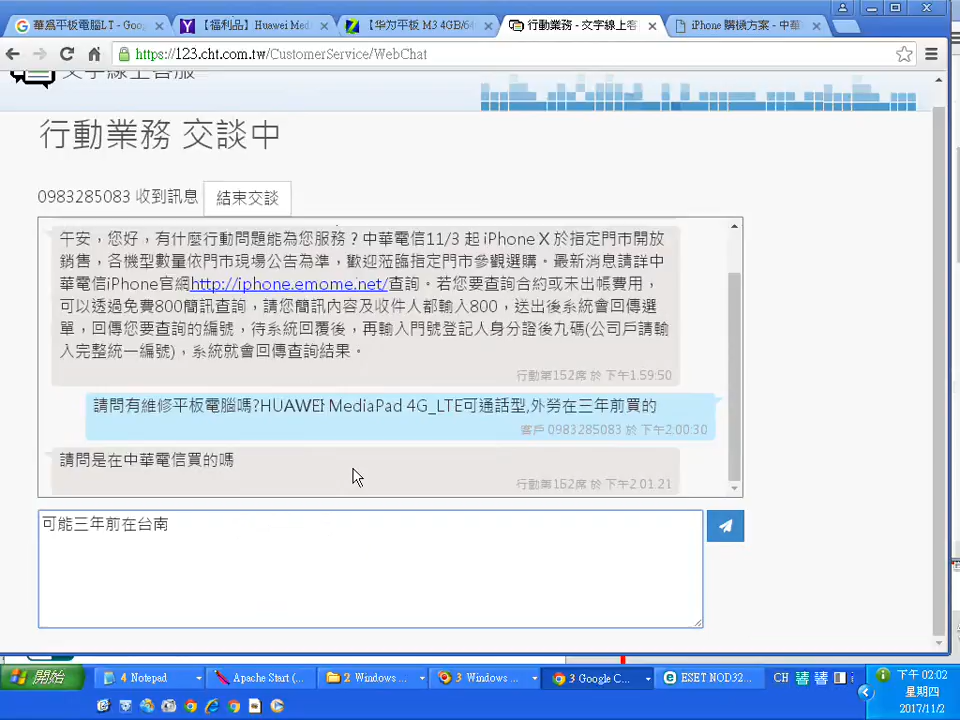 華為平板電腦LT - Goo
【福利品】Huawei Med
【华为平板 M3 4GB/64
行動業務 - 文字線上客
iPhone 購機方案 - 中華
https://123.cht.com.tw/CustomerService/WebChat
文字線上客服
行動業務 交談中
0983285083 收到訊息
結束交談
午安，您好，有什麼行動問題能為您服務？中華電信11/3 起 iPhone X 於指定門市開放
銷售，各機型數量依門市現場公告為準，歡迎蒞臨指定門市參觀選購。最新消息請詳中
華電信iPhone官網http://iphone.emome.net/查詢。若您要查詢合約或未出帳費用，
可以透過免費800簡訊查詢，請您簡訊內容及收件人都輸入800，送出後系統會回傳選
單，回傳您要查詢的編號，待系統回覆後，再輸入門號登記人身分證後九碼(公司戶請輸
入完整統一編號)，系統就會回傳查詢結果。
行動第152席 於 下午1:59:50
請問有維修平板電腦嗎?HUAWEI MediaPad 4G_LTE可通話型,外勞在三年前買的
客戶 0983285083 於 下午2:00:30
請問是在中華電信買的嗎
行動第152席 於 下午2:01:21
可能三年前在台南
開始
4 Notepad
Apache Start (...
2 Windows ...
3 Windows ...
3 Google C...
ESET NOD32...
CH
下午 02:02
星期四
2017/11/2